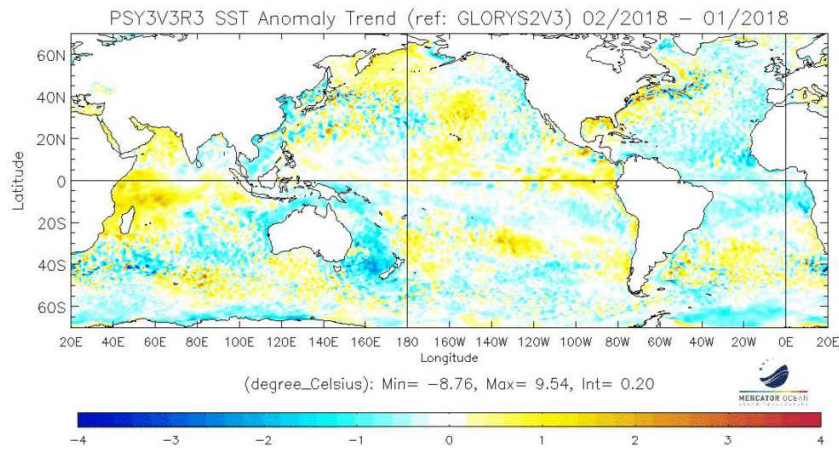 PSY3V3R3 SST Anomaly Trend (ref: GLORYS2V3) 02/2018 – 01/2018
60N
40N
20N
0
20S
40S
60S
Latitude
20E 40E 60E 80E 100E 120E 140E 160E 180 160W 140W 120W 100W 80W 60W 40W 20W 0 20E
Longitude
(degree_Celsius): Min= −8.76, Max= 9.54, Int= 0.20
MERCATOR OCEAN
−4 −3 −2 −1 0 1 2 3 4